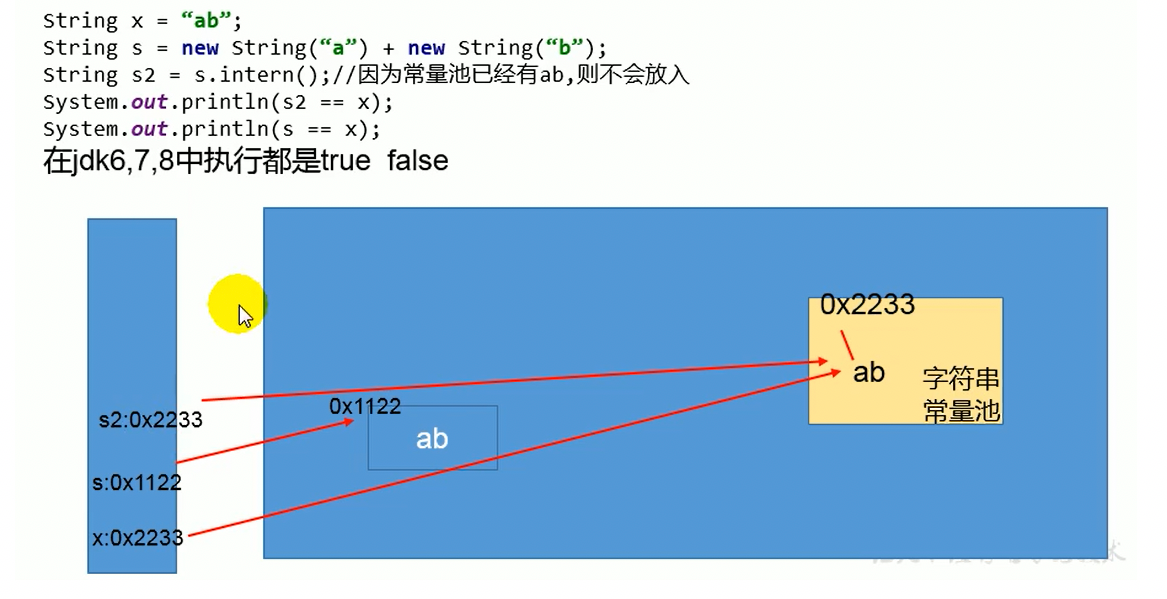 String x = “ab”;
String s = new String(“a”) + new String(“b”);
String s2 = s.intern();//因为常量池已经有ab,则不会放入
System.out.println(s2 == x);
System.out.println(s == x);
在jdk6,7,8中执行都是true false
0x2233
ab
字符串
常量池
0x1122
ab
s2:0x2233
s:0x1122
x:0x2233